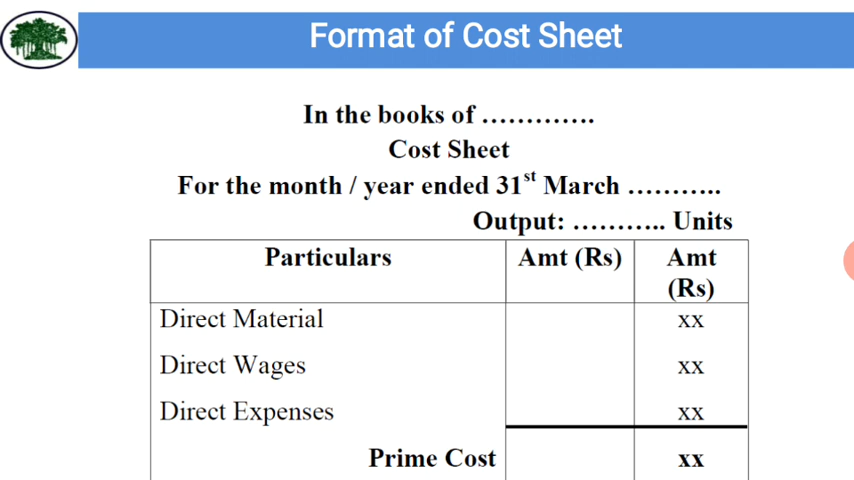 Format of Cost Sheet
In the books of .............
Cost Sheet
For the month / year ended 31st March ...........
Output: ........... Units
Particulars Amt (Rs) Amt (Rs)
Direct Material xx
Direct Wages xx
Direct Expenses xx
Prime Cost xx